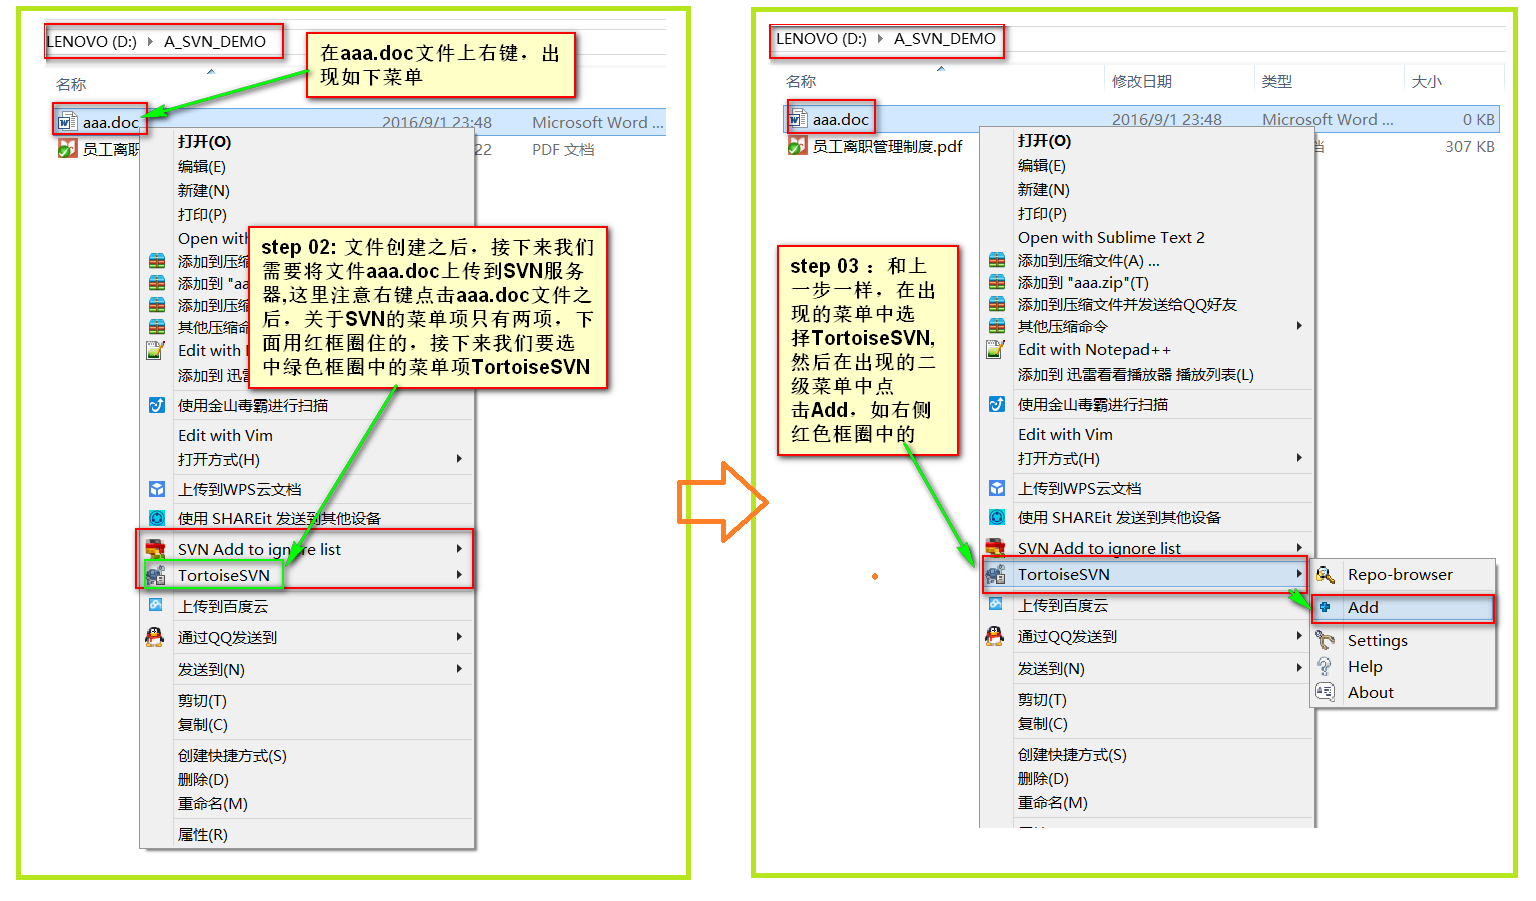 LENOVO (D:) A_SVN_DEMO
在aaa.doc文件上右键，出
现如下菜单
名称
aaa.doc 2016/9/1 23:48 Microsoft Word ...
员工离职 22 PDF 文档
打开(O)
编辑(E)
新建(N)
打印(P)
Open with
添加到压缩
添加到 "aa
添加到压缩
其他压缩命
Edit with
添加到 迅雷
step 02: 文件创建之后，接下来我们
需要将文件aaa.doc上传到SVN服务
器,这里注意右键点击aaa.doc文件之
后，关于SVN的菜单项只有两项，下
面用红框圈住的，接下来我们要选
中绿色框圈中的菜单项TortoiseSVN
使用金山毒霸进行扫描
Edit with Vim
打开方式(H)
上传到WPS云文档
使用 SHAREit 发送到其他设备
SVN Add to ignore list
TortoiseSVN
上传到百度云
通过QQ发送到
发送到(N)
剪切(T)
复制(C)
创建快捷方式(S)
删除(D)
重命名(M)
属性(R)
LENOVO (D:) A_SVN_DEMO
名称 修改日期 类型 大小
aaa.doc 2016/9/1 23:48 Microsoft Word ... 0 KB
员工离职管理制度.pdf 档 307 KB
打开(O)
编辑(E)
新建(N)
打印(P)
Open with Sublime Text 2
添加到压缩文件(A) ...
添加到 "aaa.zip"(T)
添加到压缩文件并发送给QQ好友
其他压缩命令
Edit with Notepad++
添加到 迅雷看看播放器 播放列表(L)
使用金山毒霸进行扫描
Edit with Vim
打开方式(H)
上传到WPS云文档
使用 SHAREit 发送到其他设备
SVN Add to ignore list
TortoiseSVN
上传到百度云
通过QQ发送到
发送到(N)
剪切(T)
复制(C)
创建快捷方式(S)
删除(D)
重命名(M)
step 03 ： 和上
一步一样，在出
现的菜单中选
择TortoiseSVN,
然后在出现的二
级菜单中点
击Add，如右侧
红色框圈中的
Repo-browser
Add
Settings
Help
About